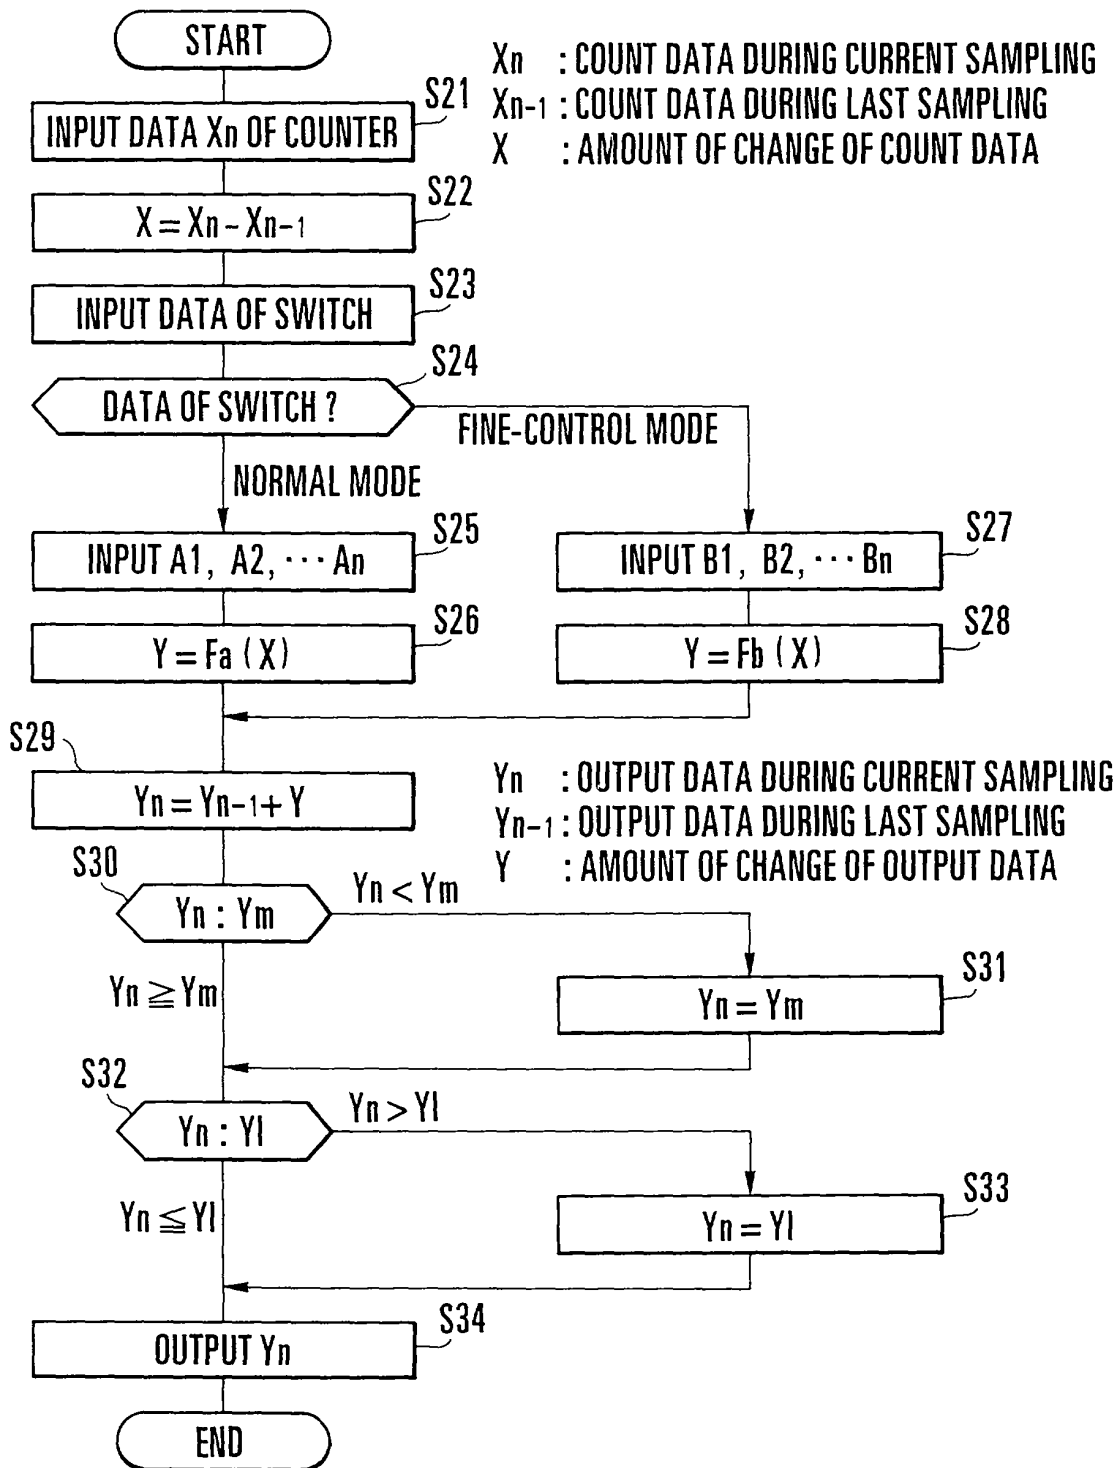 START
Xn : COUNT DATA DURING CURRENT SAMPLING
Xn-1 : COUNT DATA DURING LAST SAMPLING
X : AMOUNT OF CHANGE OF COUNT DATA
S21
INPUT DATA Xn OF COUNTER
S22
X = Xn - Xn-1
S23
INPUT DATA OF SWITCH
S24
DATA OF SWITCH ?
FINE-CONTROL MODE
NORMAL MODE
S25
INPUT A1, A2, ··· An
S27
INPUT B1, B2, ··· Bn
S26
Y = Fa ( X )
S28
Y = Fb ( X )
S29
Yn = Yn-1 + Y
Yn : OUTPUT DATA DURING CURRENT SAMPLING
Yn-1 : OUTPUT DATA DURING LAST SAMPLING
Y : AMOUNT OF CHANGE OF OUTPUT DATA
S30
Yn : Ym
Yn < Ym
Yn ≧ Ym
S31
Yn = Ym
S32
Yn : Yl
Yn > Yl
Yn ≦ Yl
S33
Yn = Yl
S34
OUTPUT Yn
END